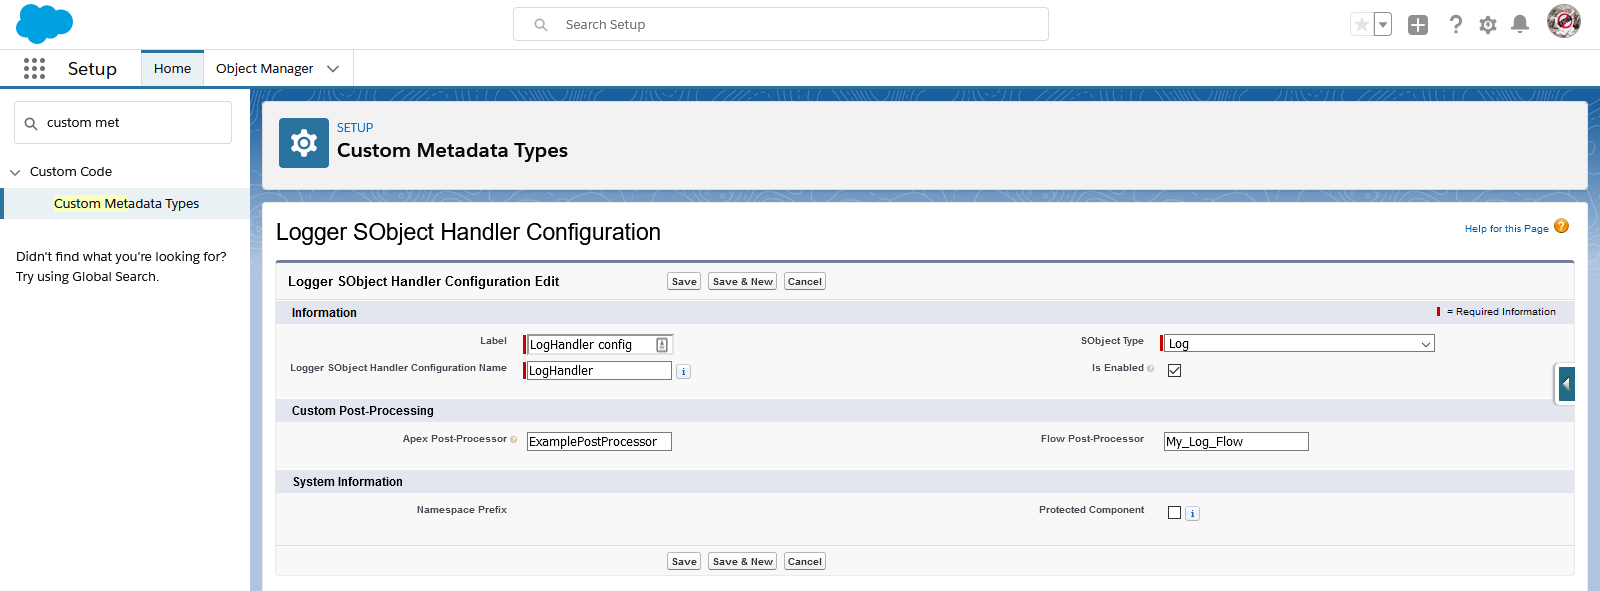 Search Setup
Setup
Home
Object Manager
custom met
Custom Code
Custom Metadata Types
Didn't find what you're looking for?
Try using Global Search.
SETUP
Custom Metadata Types
Logger SObject Handler Configuration
Help for this Page ?
Logger SObject Handler Configuration Edit
Save
Save & New
Cancel
Information
= Required Information
Label
LogHandler config
SObject Type
Log
Logger SObject Handler Configuration Name
LogHandler
i
Is Enabled
Custom Post-Processing
Apex Post-Processor
ExamplePostProcessor
Flow Post-Processor
My_Log_Flow
System Information
Namespace Prefix
Protected Component
i
Save
Save & New
Cancel